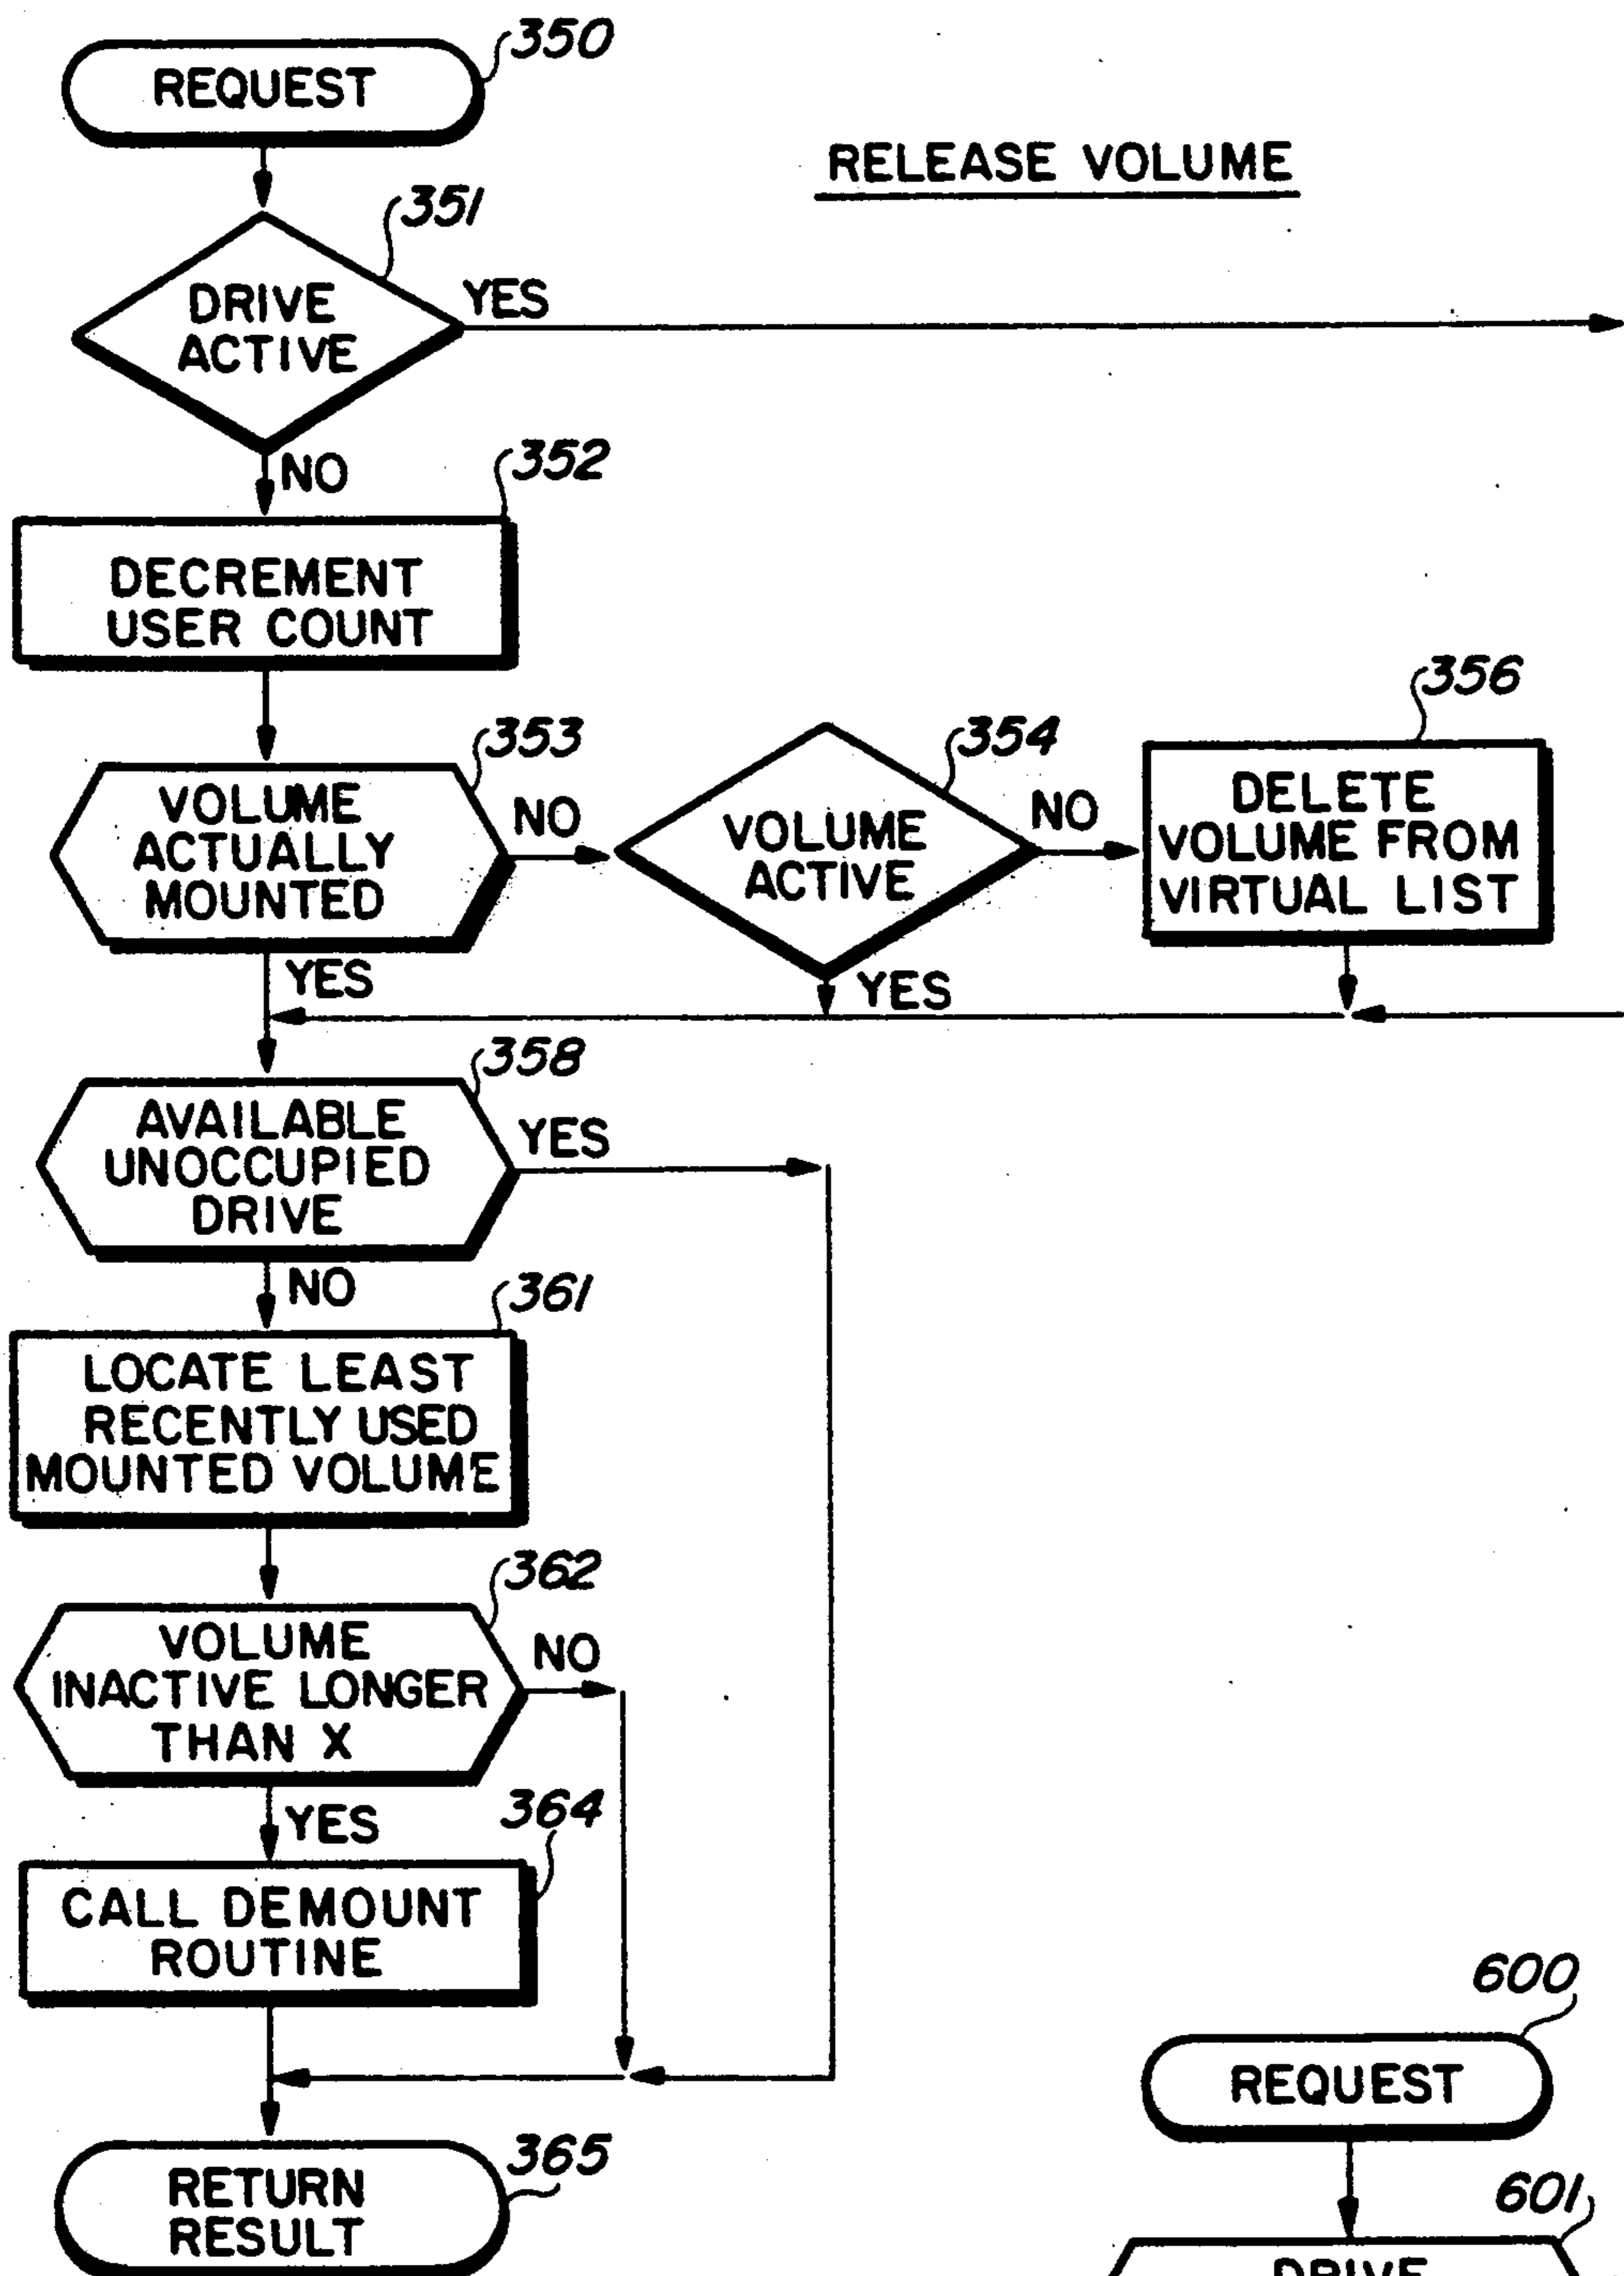 350
REQUEST
RELEASE VOLUME
351
DRIVE
ACTIVE
YES
NO
352
DECREMENT
USER COUNT
353
VOLUME
ACTUALLY
MOUNTED
NO
YES
354
VOLUME
ACTIVE
NO
YES
356
DELETE
VOLUME FROM
VIRTUAL LIST
358
AVAILABLE
UNOCCUPIED
DRIVE
YES
NO
361
LOCATE LEAST
RECENTLY USED
MOUNTED VOLUME
362
VOLUME
INACTIVE LONGER
THAN X
NO
YES
364
CALL DEMOUNT
ROUTINE
365
RETURN
RESULT
600
REQUEST
601
DRIVE